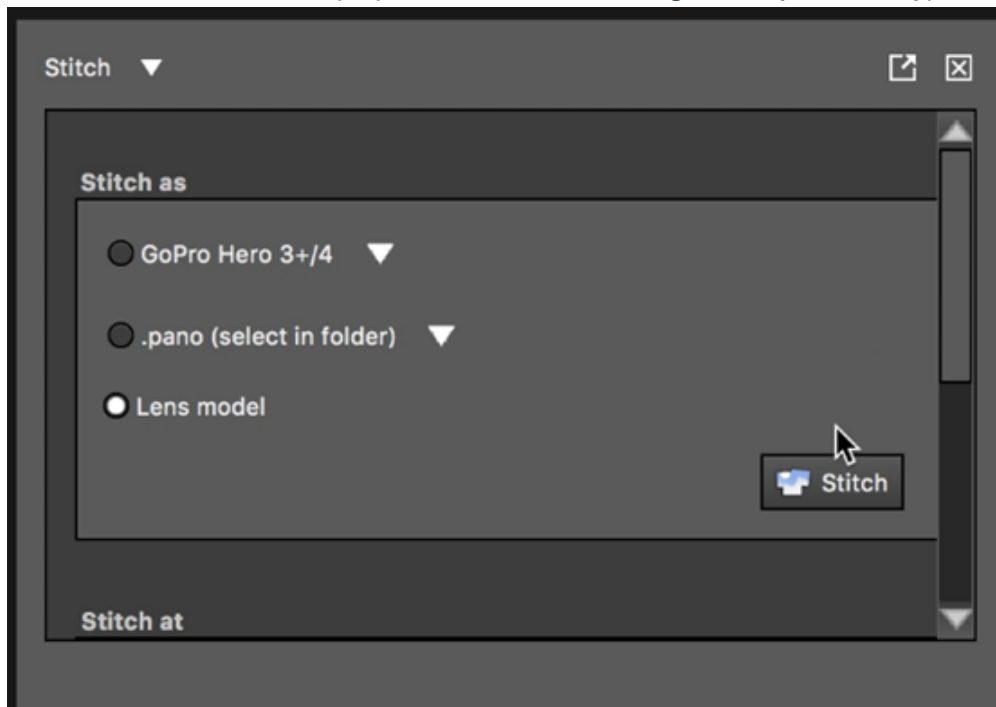 Stitch
Stitch as
GoPro Hero 3+/4
.pano (select in folder)
Lens model
Stitch
Stitch at